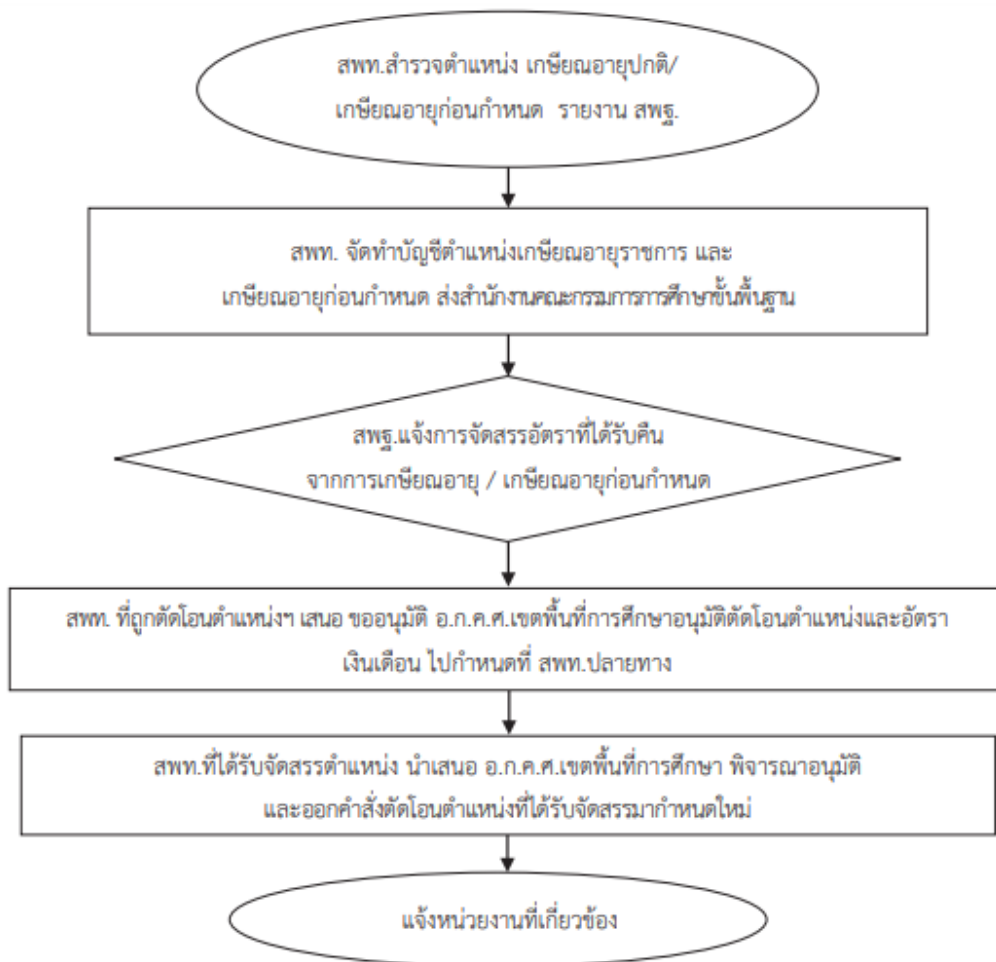 สพท.สำรวจตำแหน่ง เกษียณอายุปกติ/
เกษียณอายุก่อนกำหนด รายงาน สพฐ.
สพท. จัดทำบัญชีตำแหน่งเกษียณอายุราชการ และ
เกษียณอายุก่อนกำหนด ส่งสำนักงานคณะกรรมการการศึกษาขั้นพื้นฐาน
สพฐ.แจ้งการจัดสรรอัตราที่ได้รับคืน
จากการเกษียณอายุ / เกษียณอายุก่อนกำหนด
สพท. ที่ถูกตัดโอนตำแหน่งฯ เสนอ ขออนุมัติ อ.ก.ค.ศ.เขตพื้นที่การศึกษาอนุมัติตัดโอนตำแหน่งและอัตรา
เงินเดือน ไปกำหนดที่ สพท.ปลายทาง
สพท.ที่ได้รับจัดสรรตำแหน่ง นำเสนอ อ.ก.ค.ศ.เขตพื้นที่การศึกษา พิจารณาอนุมัติ
และออกคำสั่งตัดโอนตำแหน่งที่ได้รับจัดสรรมากำหนดใหม่
แจ้งหน่วยงานที่เกี่ยวข้อง